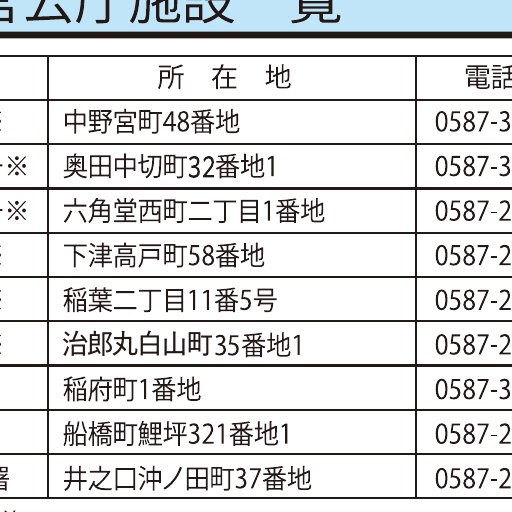 官公庁施設一覧
所在地 電話
中野宮町48番地 0587-3
※ 奥田中切町32番地1 0587-3
※ 六角堂西町二丁目1番地 0587-2
下津高戸町58番地 0587-2
稲葉二丁目11番5号 0587-2
治郎丸白山町35番地1 0587-2
稲府町1番地 0587-3
船橋町鯉坪321番地1 0587-2
署 井之口沖ノ田町37番地 0587-2